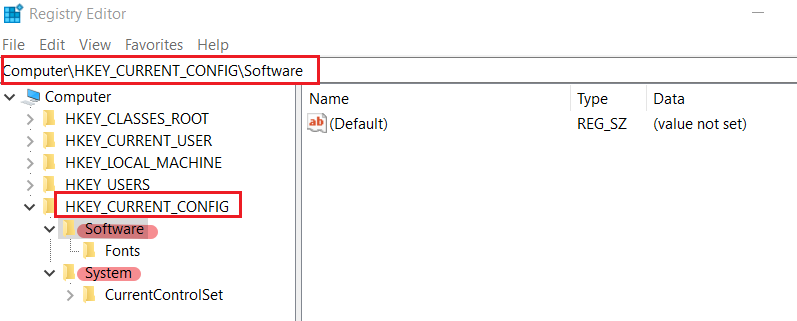 Registry Editor
File Edit View Favorites Help
Computer\HKEY_CURRENT_CONFIG\Software
Computer
HKEY_CLASSES_ROOT
HKEY_CURRENT_USER
HKEY_LOCAL_MACHINE
HKEY_USERS
HKEY_CURRENT_CONFIG
Software
Fonts
System
CurrentControlSet
Name Type Data
ab (Default) REG_SZ (value not set)